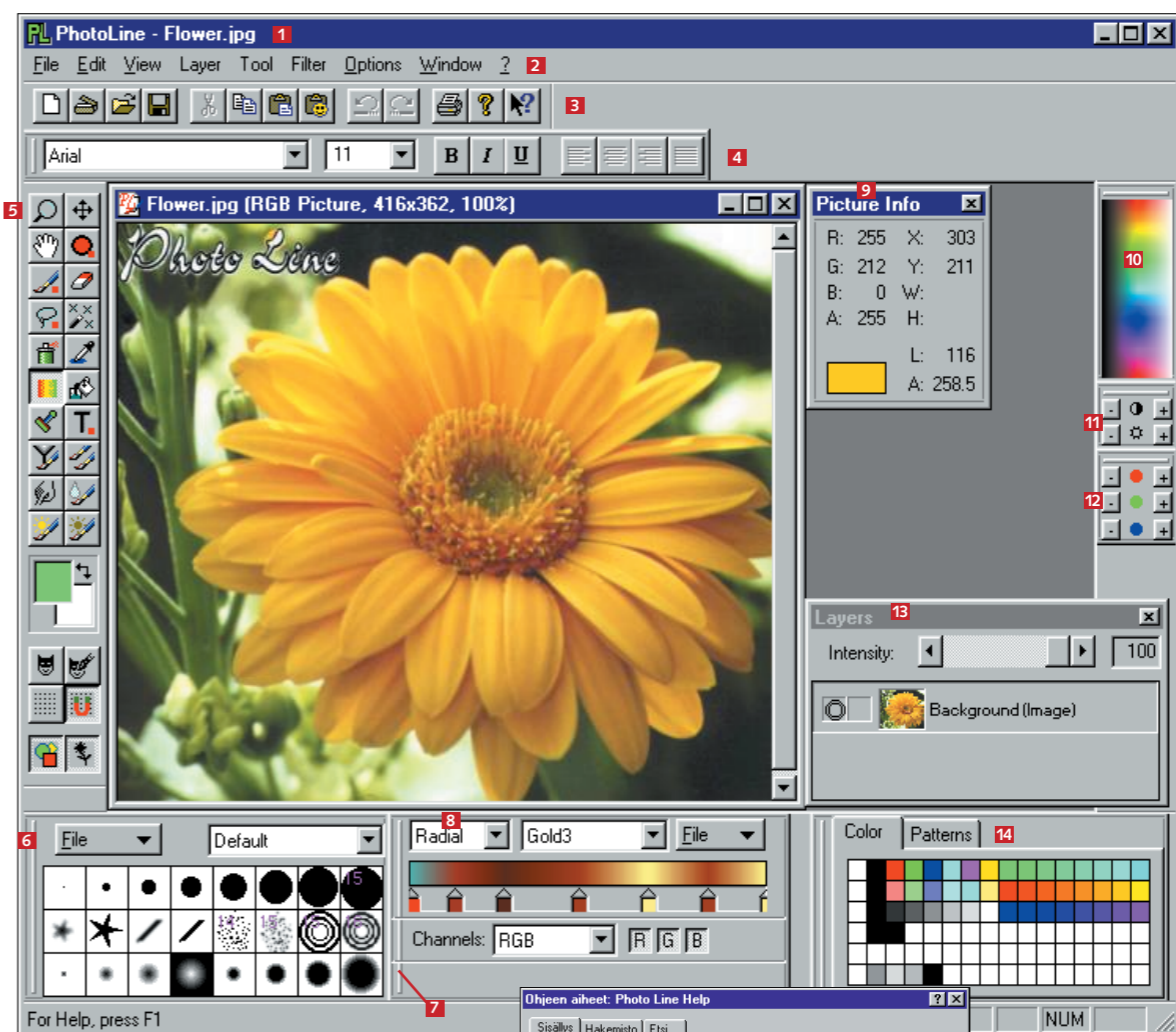 PhotoLine - Flower.jpg 1
File Edit View Layer Tool Filter Options Window ? 2
3
Arial 11 B I U 4
5
Flower.jpg (RGB Picture, 416x362, 100%)
Photo Line
T
9
Picture Info
R: 255 X: 303
G: 212 Y: 211
B: 0 W:
A: 255 H:
L: 116
A: 258.5
10
11
- +
- +
12
- +
- +
- +
Layers 13
Intensity: 100
Background (Image)
6 File Default
15
8
Radial Gold3 File
Channels: RGB R G B
7
Color Patterns 14
Ohjeen aiheet: Photo Line Help
Sisällys Hakemisto Etsi
For Help, press F1
NUM